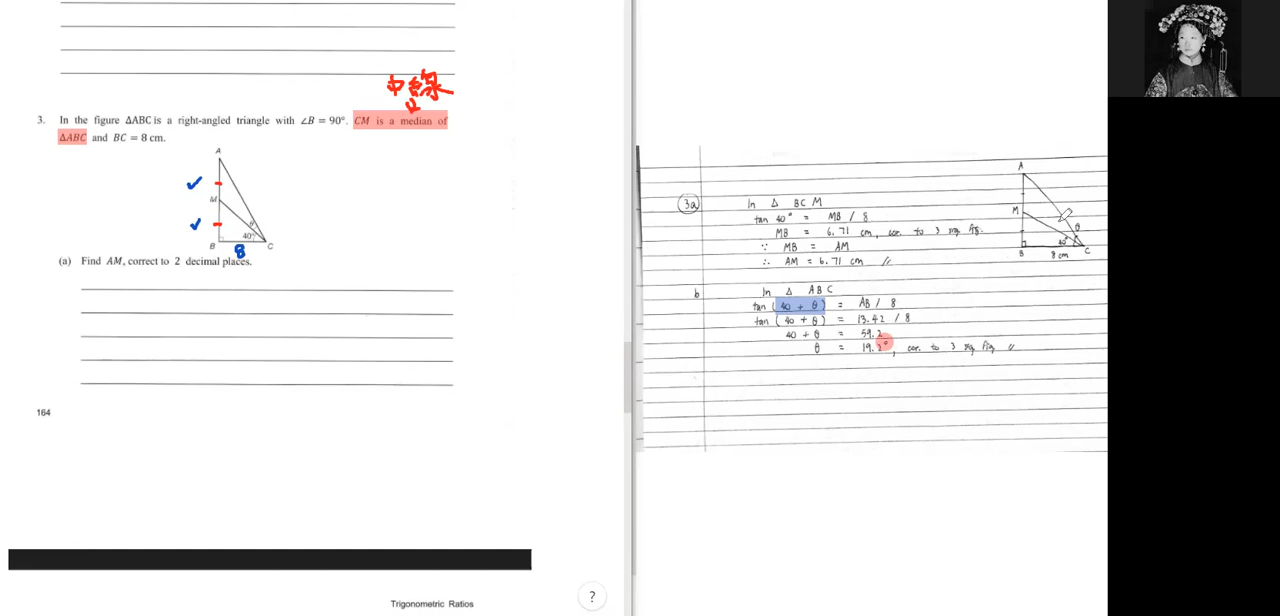 中線
3. In the figure ΔABC is a right-angled triangle with ∠B = 90°. CM is a median of
ΔABC and BC = 8 cm.
A
M
θ
40°
B
8
C
(a) Find AM, correct to 2 decimal places.
164
Trigonometric Ratios
?
3a)
In Δ BCM
tan 40° = MB / 8
MB = 6.71 cm, cor. to 3 sig fig.
∵ MB = AM
∴ AM = 6.71 cm //
b
In Δ ABC
tan (40 + θ) = AB / 8
tan (40 + θ) = 13.42 / 8
40 + θ = 59.2
θ = 19.2°, cor. to 3 sig fig //
A
M
θ
40°
B
8 cm
C